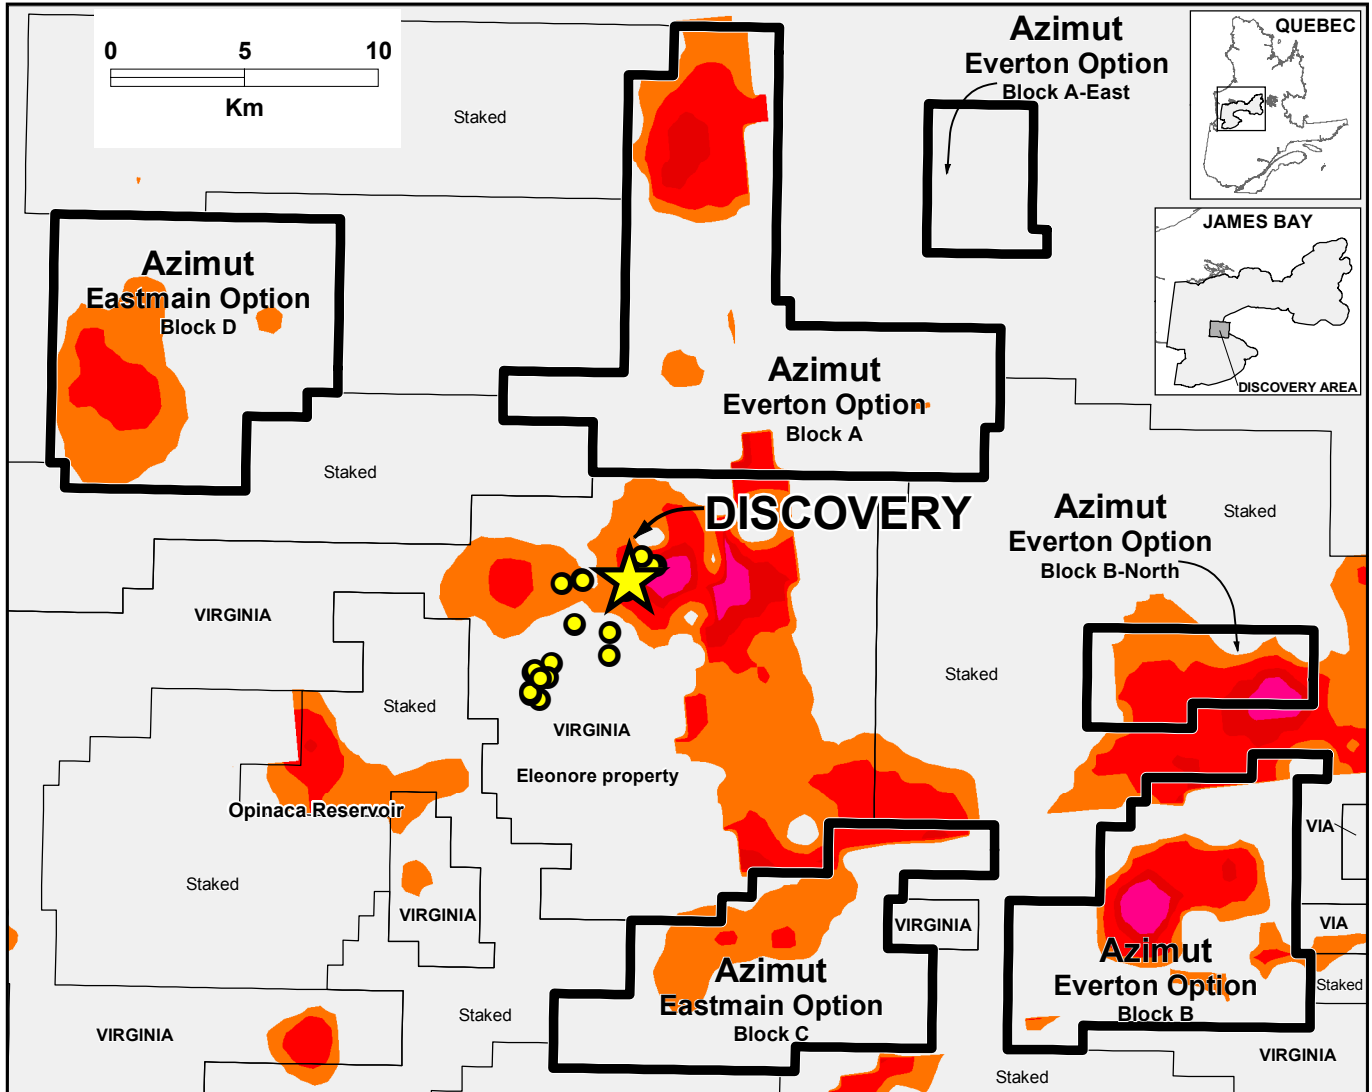 0 5 10
Km
Staked
Azimut
Everton Option
Block A-East
QUEBEC
JAMES BAY
DISCOVERY AREA
Azimut
Eastmain Option
Block D
Azimut
Everton Option
Block A
Staked
DISCOVERY
Azimut
Everton Option
Block B-North
Staked
VIRGINIA
Staked
Staked
VIRGINIA
Eleonore property
Opinaca Reservoir
VIA
Staked
VIRGINIA
VIRGINIA
VIA
Azimut
Eastmain Option
Block C
Azimut
Everton Option
Block B
Staked
VIRGINIA
Staked
VIRGINIA
Staked